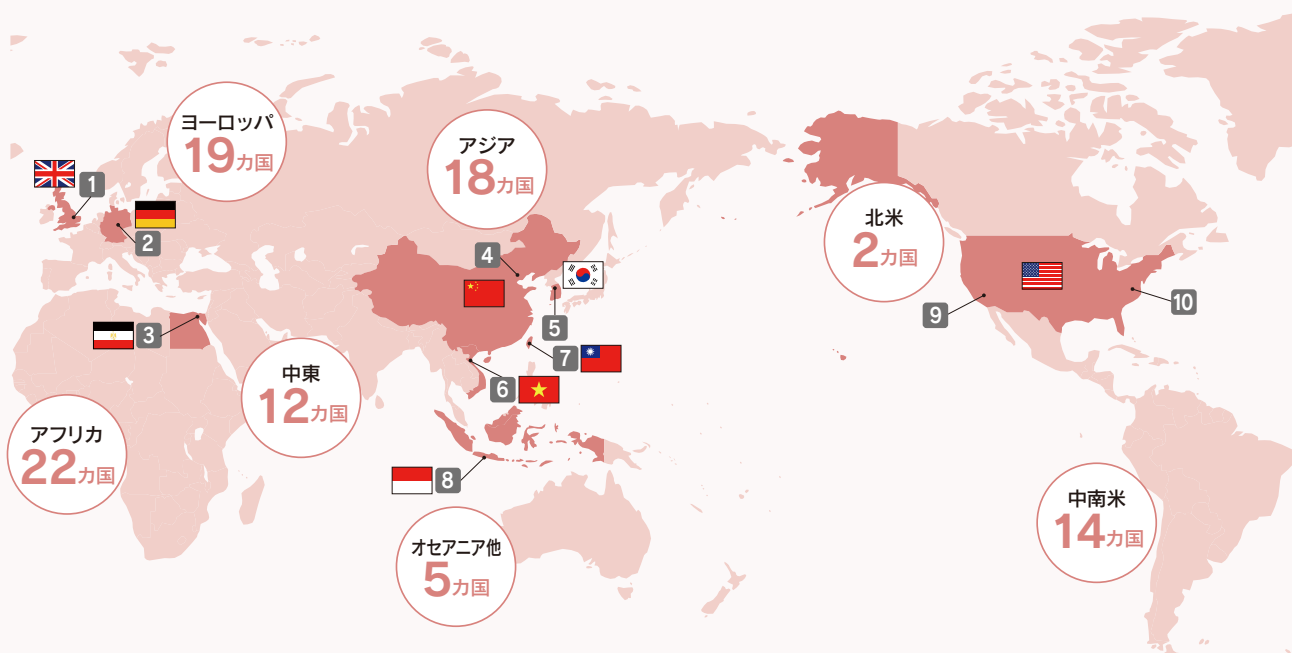 ヨーロッパ
19カ国
アジア
18カ国
北米
2カ国
中東
12カ国
アフリカ
22カ国
オセアニア他
5カ国
中南米
14カ国
1
2
3
4
5
6
7
8
9
10